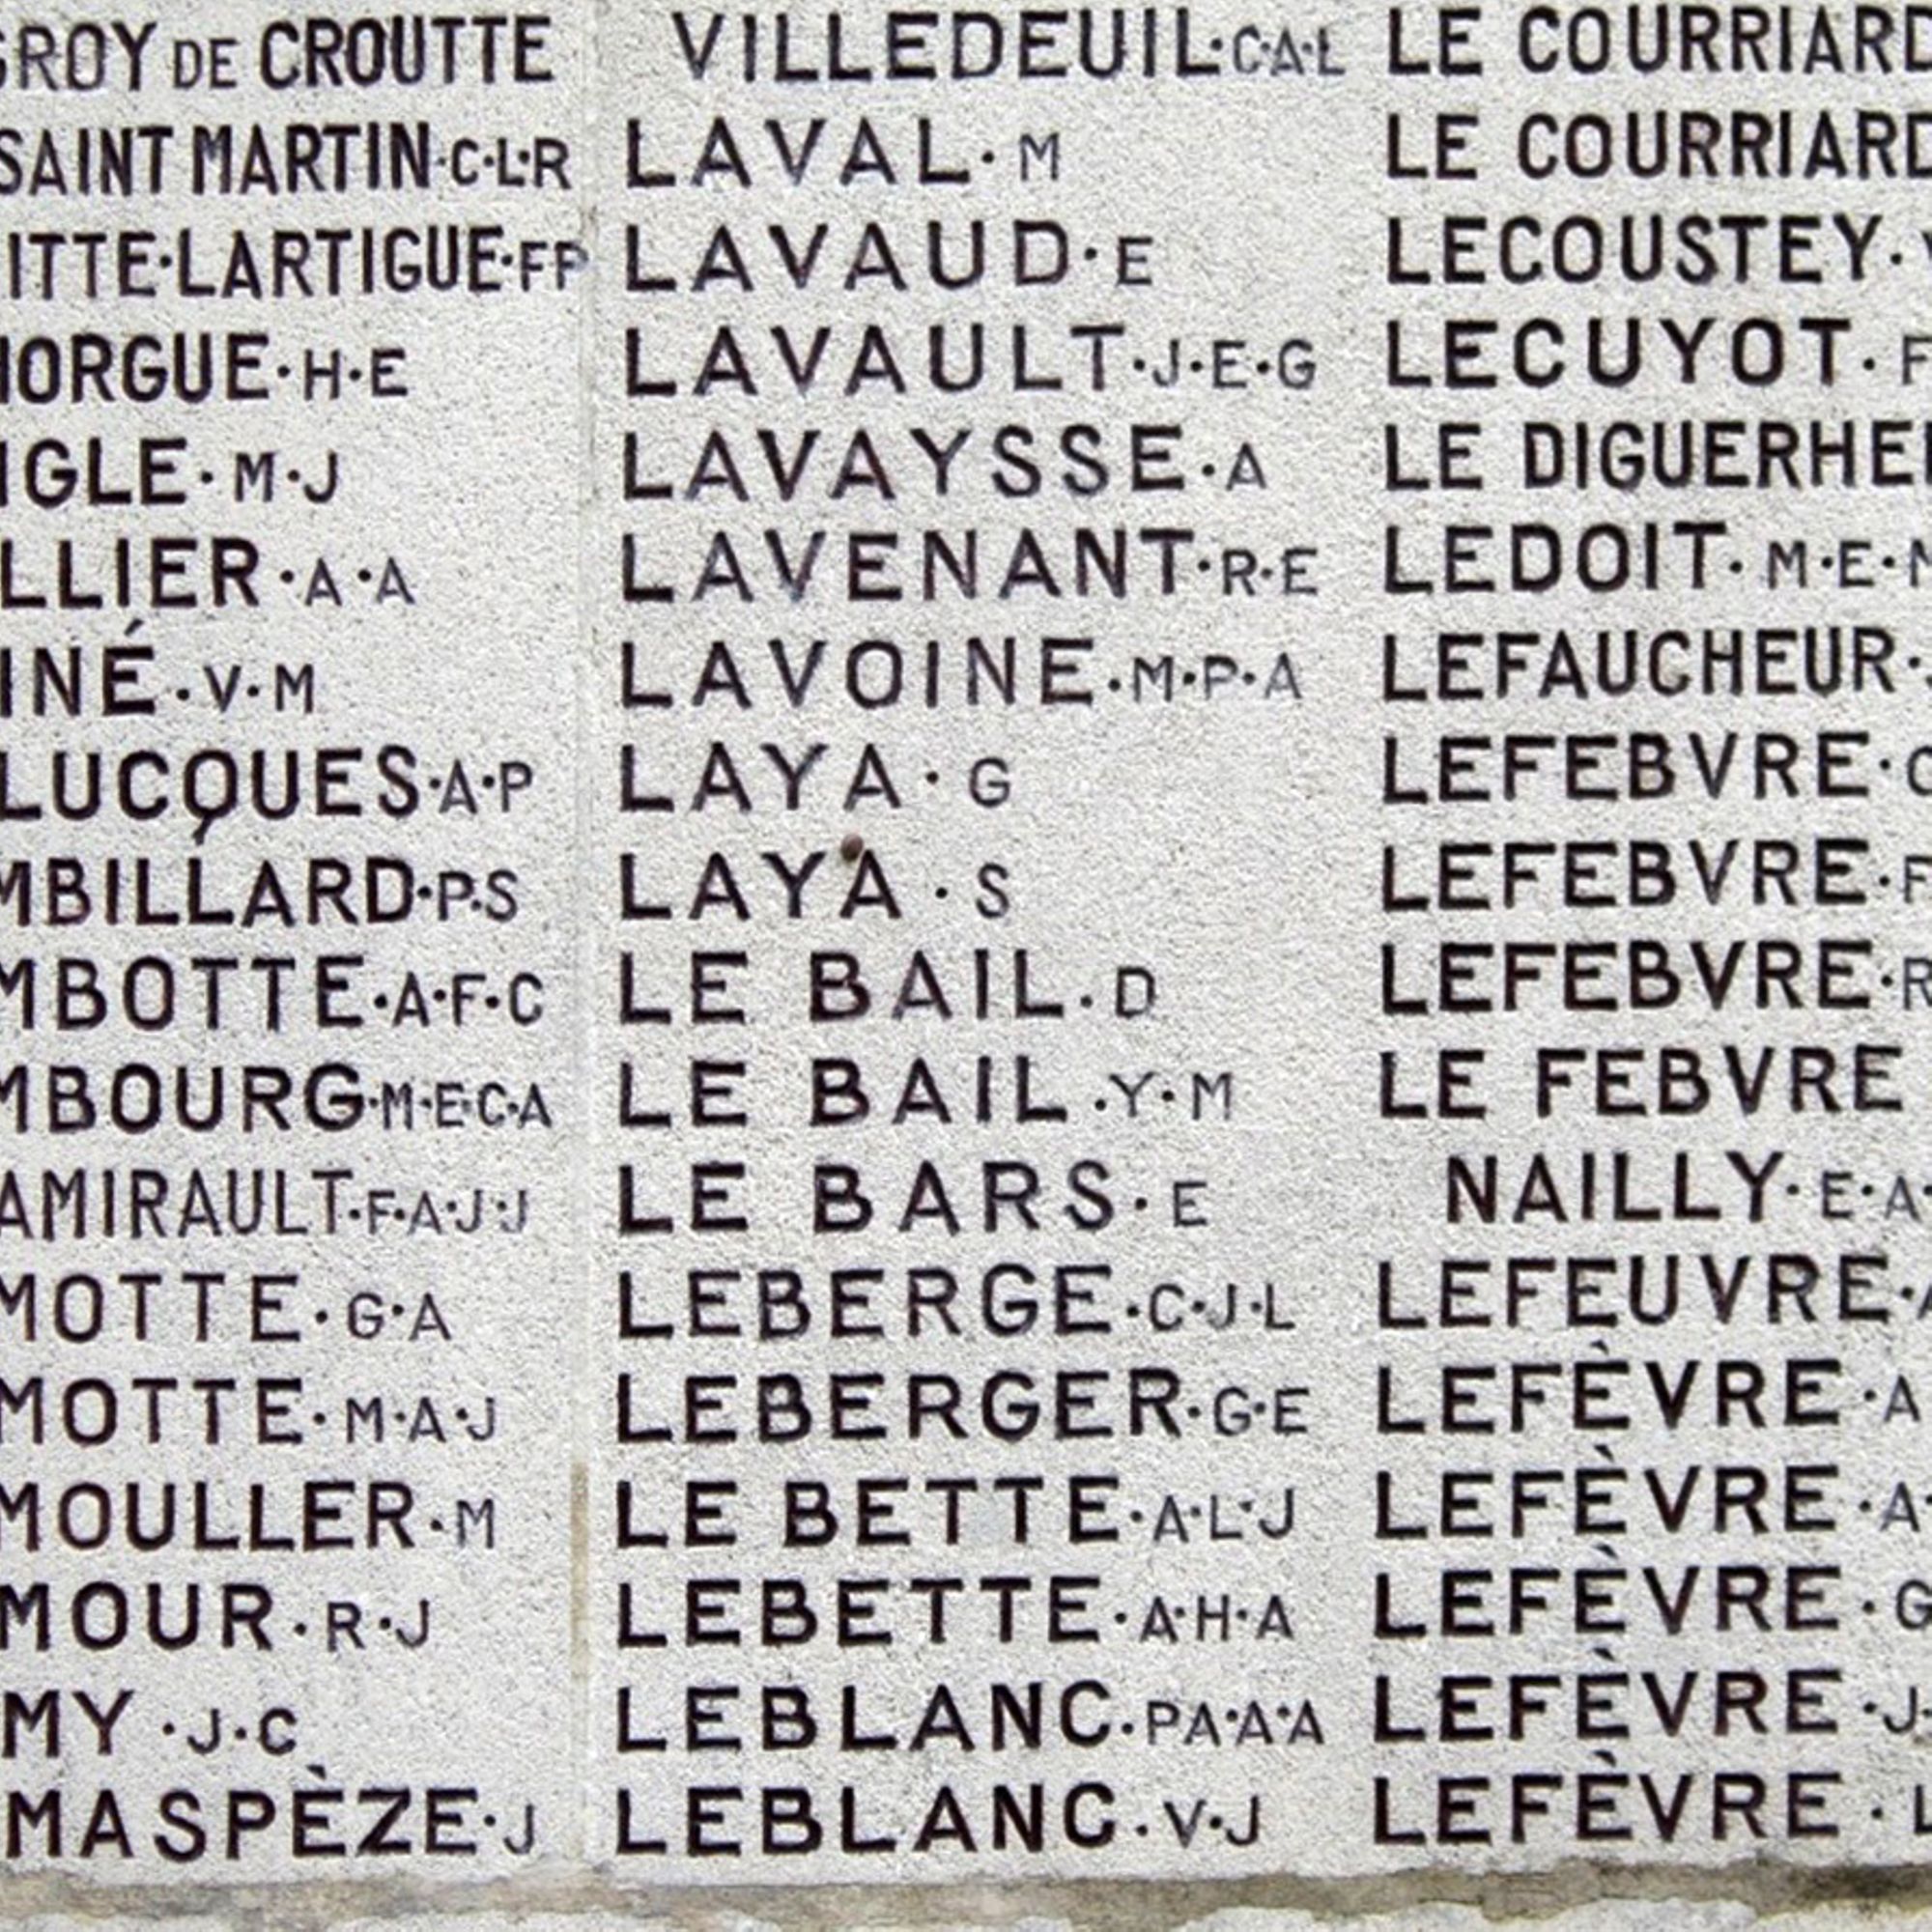 GROY DE CROUTTE
SAINT MARTIN·C·L·R
ITTE·LARTIGUE·FP
HORGUE·H·E
IGLE·M·J
LLIER·A·A
INÉ·V·M
LUCQUES·A·P
MBILLARD·P·S
MBOTTE·A·F·C
MBOURG·M·E·C·A
AMIRAULT·F·A·J·J
MOTTE·G·A
MOTTE·M·A·J
MOULLER·M
MOUR·R·J
MY·J·C
MASPÈZE·J
VILLEDEUIL·C·A·L
LAVAL·M
LAVAUD·E
LAVAULT·J·E·G
LAVAYSSE·A
LAVENANT·R·E
LAVOINE·M·P·A
LAYA·G
LAYA·S
LE BAIL·D
LE BAIL·Y·M
LE BARS·E
LEBERGE·C·J·L
LEBERGER·G·E
LE BETTE·A·L·J
LEBETTE·A·H·A
LEBLANC·PA·A·A
LEBLANC·V·J
LE COURRIARD
LE COURRIARD
LECOUSTEY·
LECUYOT·F
LE DIGUERHE
LEDOIT·M·E·M
LEFAUCHEUR·
LEFEBVRE·
LEFEBVRE·F
LEFEBVRE·R
LE FEBVRE
NAILLY·E·A
LEFEUVRE·
LEFÈVRE·A
LEFÈVRE·A
LEFÈVRE·G
LEFÈVRE·J
LEFÈVRE·L